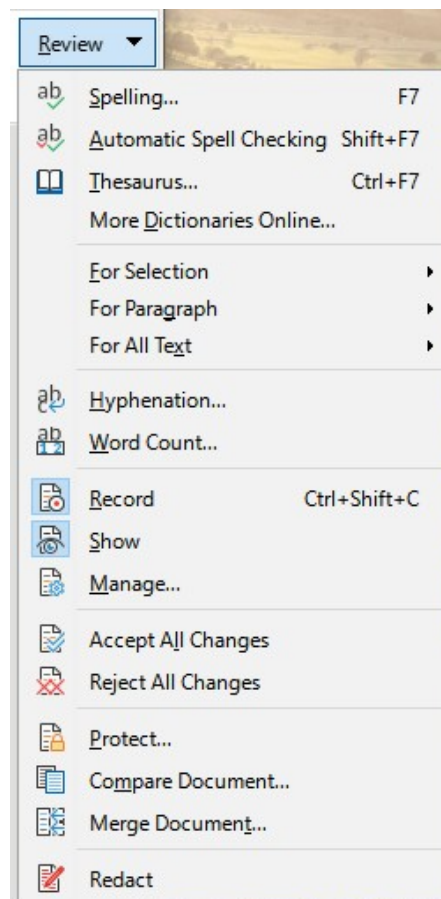 Review
Spelling... F7
Automatic Spell Checking Shift+F7
Thesaurus... Ctrl+F7
More Dictionaries Online...
For Selection
For Paragraph
For All Text
Hyphenation...
Word Count...
Record Ctrl+Shift+C
Show
Manage...
Accept All Changes
Reject All Changes
Protect...
Compare Document...
Merge Document...
Redact